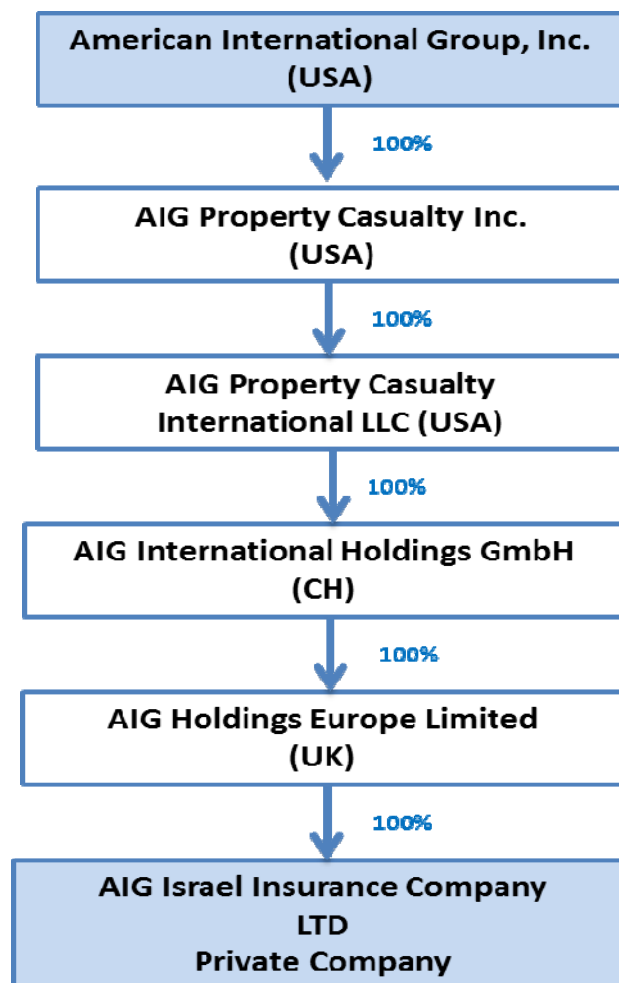 American International Group, Inc.
(USA)
100%
AIG Property Casualty Inc.
(USA)
100%
AIG Property Casualty
International LLC (USA)
100%
AIG International Holdings GmbH
(CH)
100%
AIG Holdings Europe Limited
(UK)
100%
AIG Israel Insurance Company
LTD
Private Company